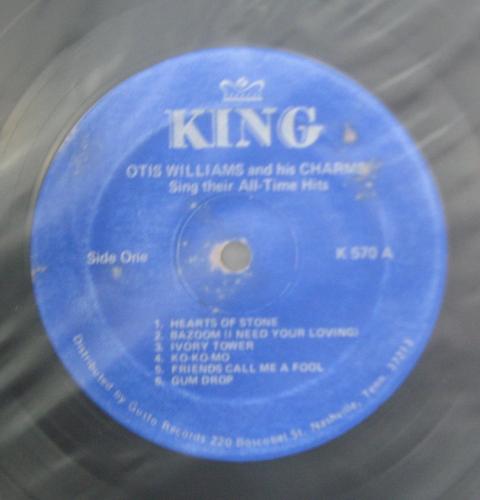 KING
OTIS WILLIAMS and his CHARMS
Sing their All-Time Hits
Side One
K 570 A
1. HEARTS OF STONE
2. BAZOOM (I NEED YOUR LOVING)
3. IVORY TOWER
4. KO-KO-MO
5. FRIENDS CALL ME A FOOL
6. GUM DROP
Distributed by Gusto Records 220 Boscobel St. Nashville, Tenn. 37213